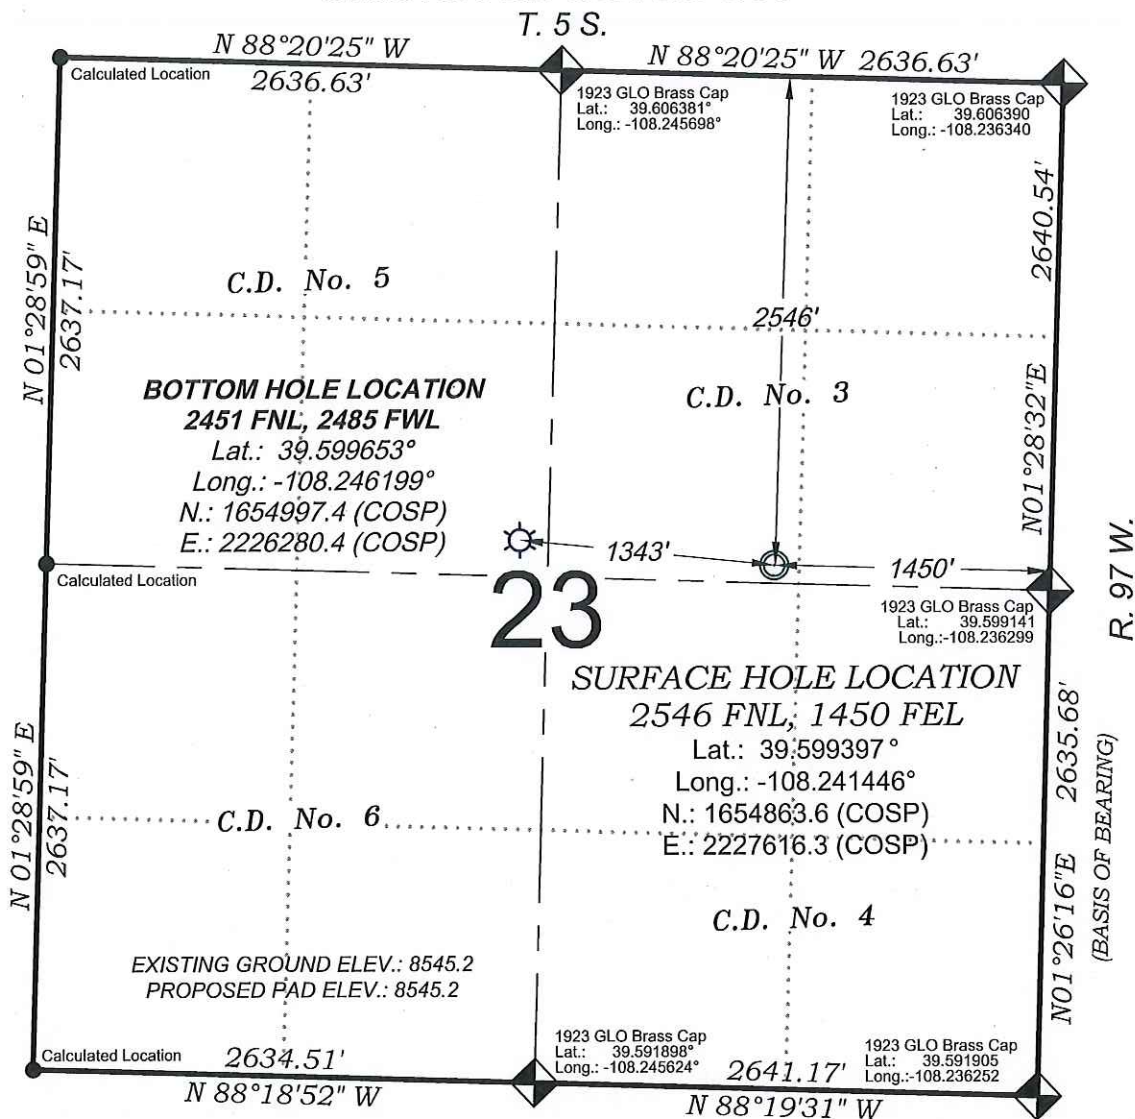 T. 5 S.
N 88°20'25" W
2636.63'
N 88°20'25" W 2636.63'
Calculated Location
1923 GLO Brass Cap
Lat.: 39.606381°
Long.: -108.245698°
1923 GLO Brass Cap
Lat.: 39.606390
Long.: -108.236340
N 01°28'59" E
2637.17'
2640.54'
N01°28'32"E
C.D. No. 5
2546'
C.D. No. 3
BOTTOM HOLE LOCATION
2451 FNL, 2485 FWL
Lat.: 39.599653°
Long.: -108.246199°
N.: 1654997.4 (COSP)
E.: 2226280.4 (COSP)
1343'
1450'
R. 97 W.
Calculated Location
23
1923 GLO Brass Cap
Lat.: 39.599141
Long.:-108.236299
SURFACE HOLE LOCATION
2546 FNL, 1450 FEL
Lat.: 39.599397°
Long.: -108.241446°
N.: 1654863.6 (COSP)
E.: 2227616.3 (COSP)
N 01°28'59" E
2637.17'
2635.68'
N01°26'16"E
(BASIS OF BEARING)
C.D. No. 6
C.D. No. 4
EXISTING GROUND ELEV.: 8545.2
PROPOSED PAD ELEV.: 8545.2
Calculated Location
2634.51'
N 88°18'52" W
1923 GLO Brass Cap
Lat.: 39.591898°
Long.: -108.245624°
2641.17'
N 88°19'31" W
1923 GLO Brass Cap
Lat.: 39.591905
Long.:-108.236252